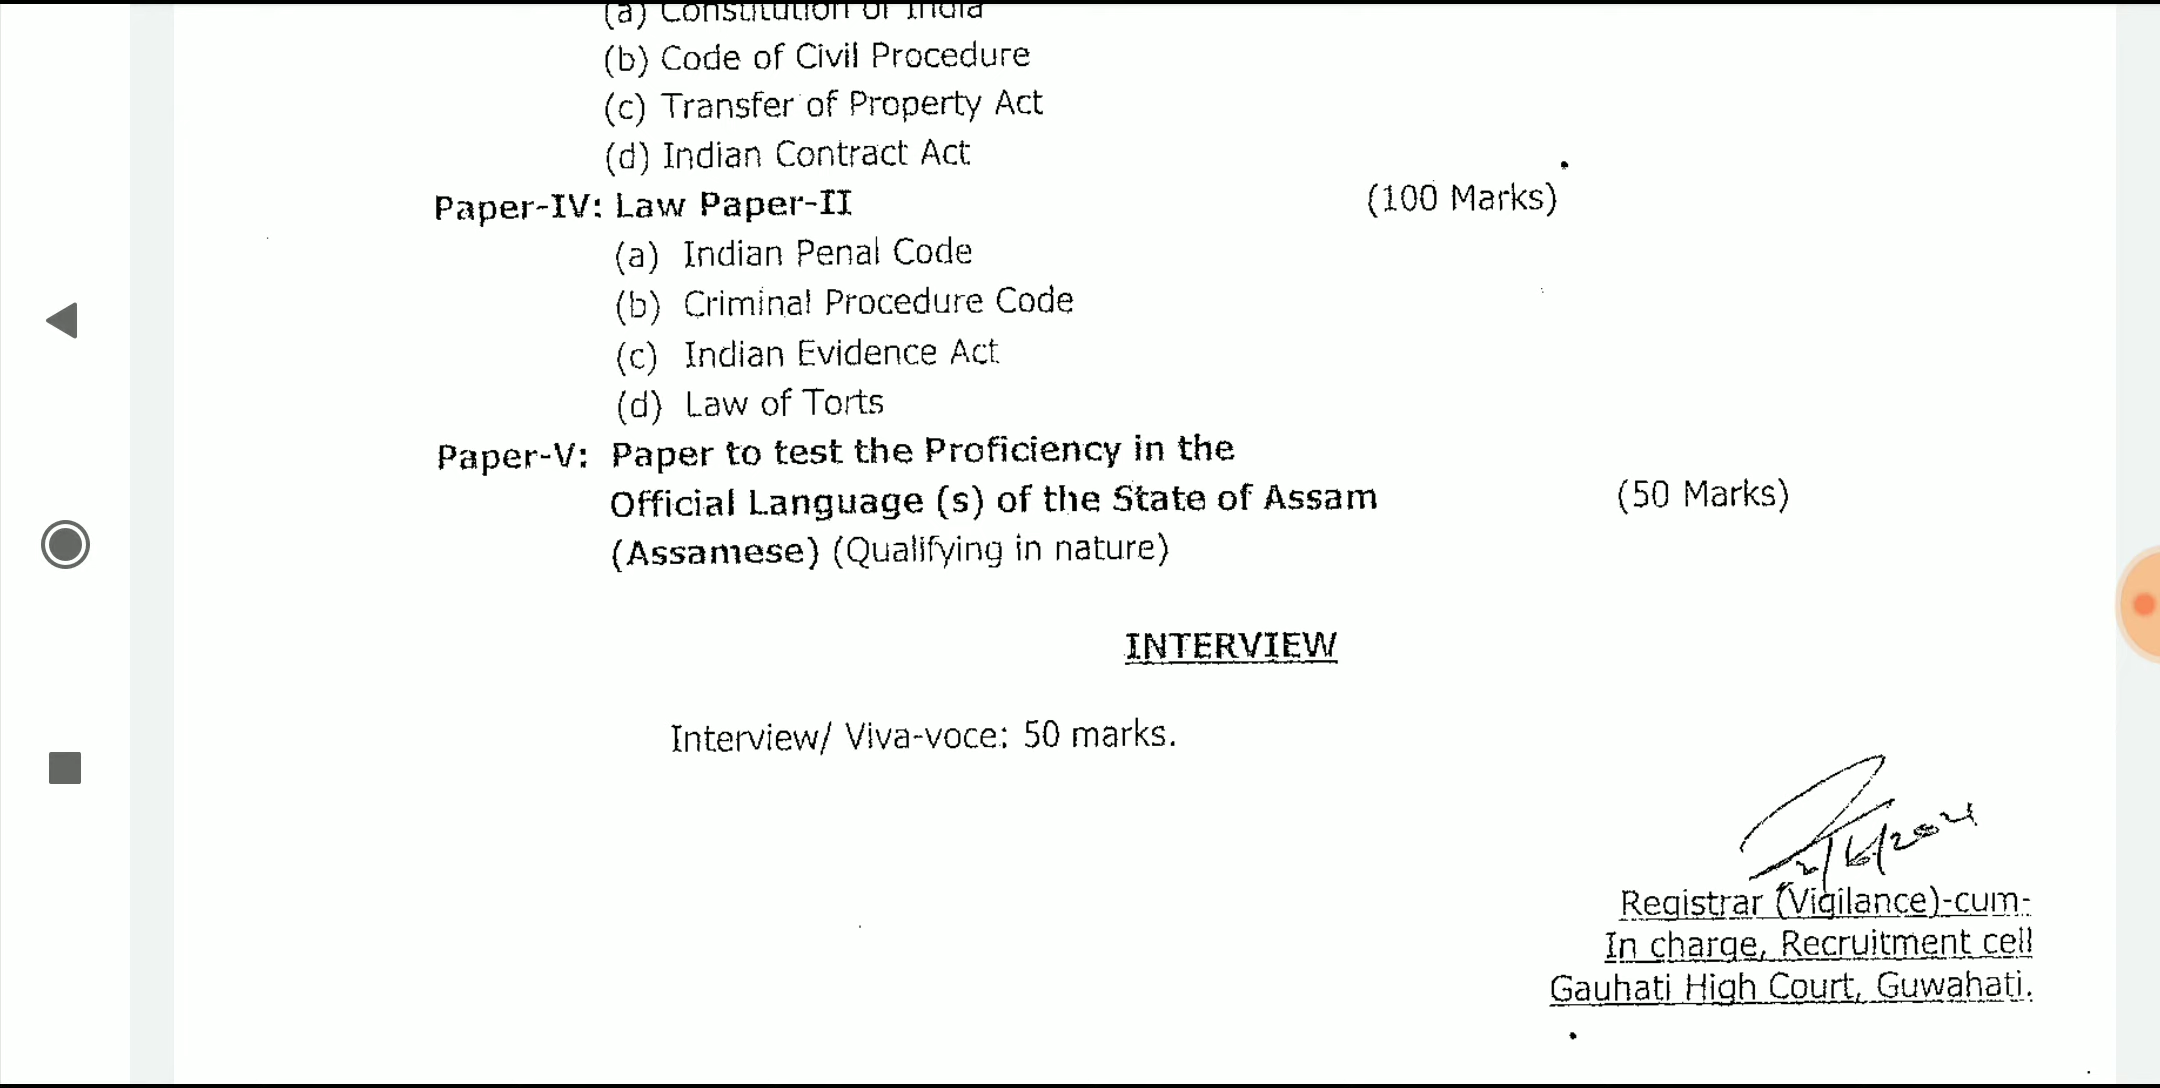 (a) Constitution of India
(b) Code of Civil Procedure
(c) Transfer of Property Act
(d) Indian Contract Act
Paper-IV: Law Paper-II (100 Marks)
(a) Indian Penal Code
(b) Criminal Procedure Code
(c) Indian Evidence Act
(d) Law of Torts
Paper-V: Paper to test the Proficiency in the
Official Language (s) of the State of Assam (50 Marks)
(Assamese) (Qualifying in nature)
INTERVIEW
Interview/ Viva-voce: 50 marks.
Registrar (Vigilance)-cum-
In charge, Recruitment cell
Gauhati High Court, Guwahati.